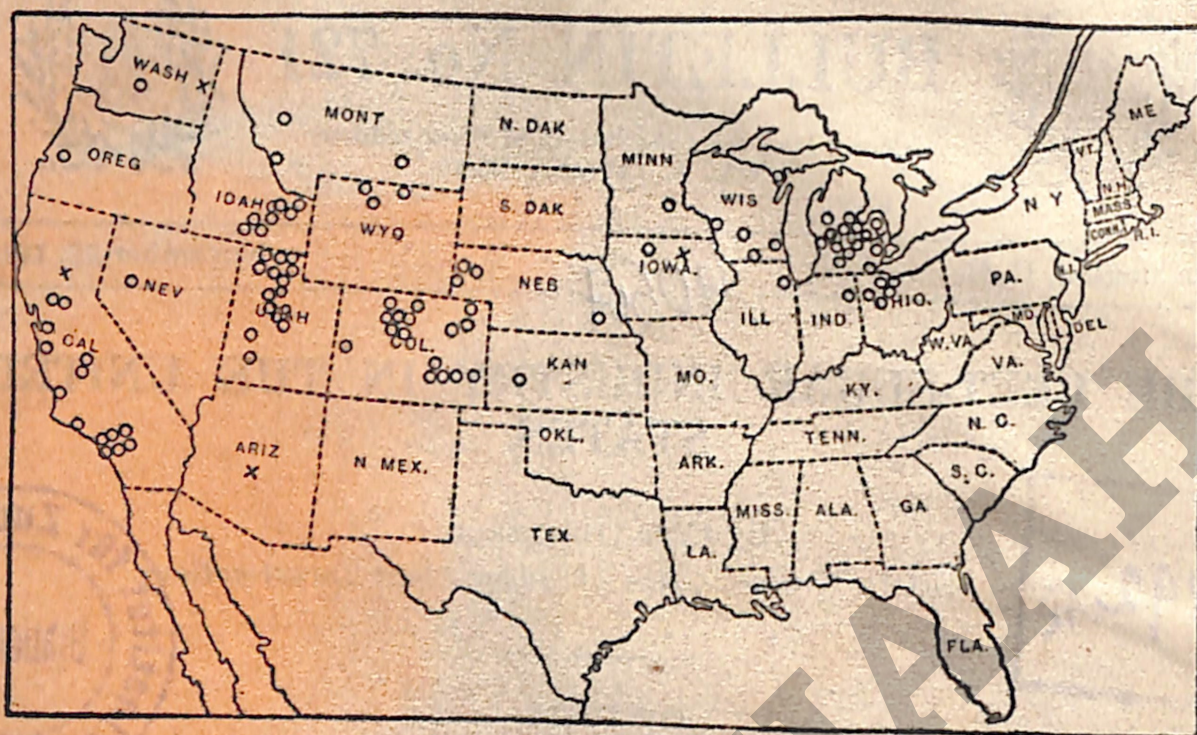 WASH X
MONT
N. DAK
MINN
ME
OREG
VT.
IDAHO
S. DAK
WIS
N Y
N.H.
MASS
CONN.
R.I.
WYO
IOWA.
NEV
UTAH
NEB
PA.
N.J.
CAL
COL.
ILL
IND.
OHIO.
MD.
DEL
W.VA.
VA.
KAN
MO.
KY.
ARIZ
X
N MEX.
OKL.
ARK.
TENN.
N. C.
S. C.
TEX.
LA.
MISS.
ALA.
GA
FLA.
IAAH